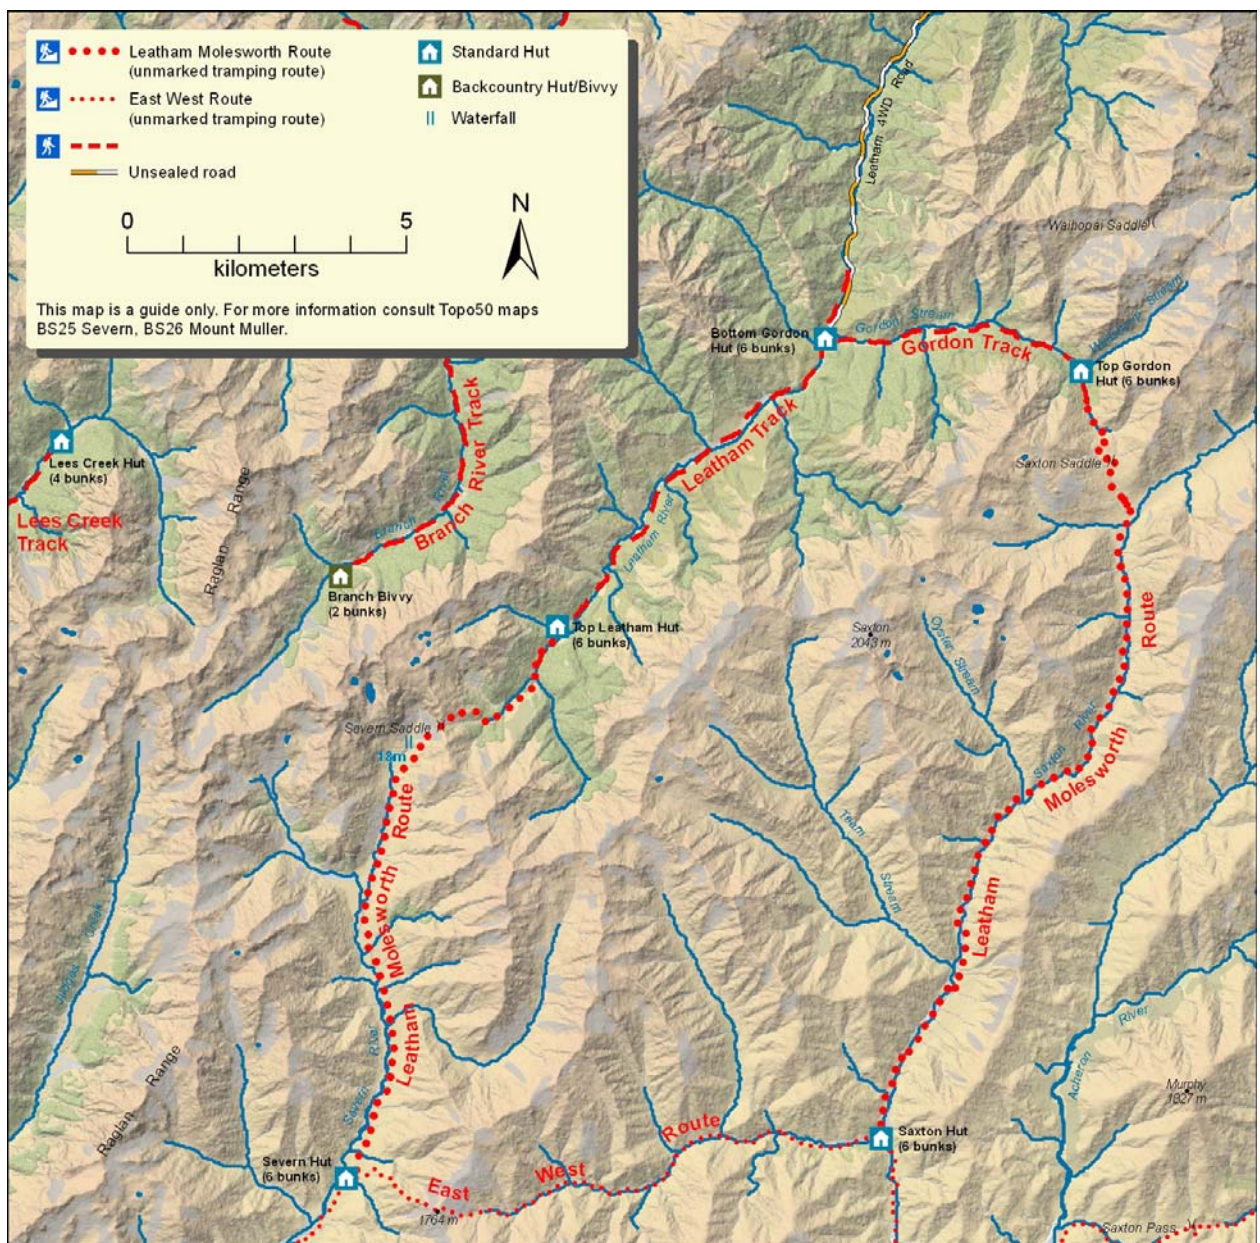 Leatham Molesworth Route
(unmarked tramping route)
East West Route
(unmarked tramping route)
Unsealed road
Standard Hut
Backcountry Hut/Bivvy
Waterfall
0 5
kilometers
N
This map is a guide only. For more information consult Topo50 maps
BS25 Severn, BS26 Mount Muller.
Leatham 4WD Road
Waihopai Saddle
Bottom Gordon
Hut (6 bunks)
Gordon Stream
Gordon Track
Stream
Top Gordon
Hut (6 bunks)
Leatham Track
Saxton Saddle
Lees Creek Hut
(4 bunks)
Lees Creek
Track
Raglan Range
Branch River
Branch River Track
Branch Bivvy
(2 bunks)
Leatham River
Top Leatham Hut
(6 bunks)
Saxton
2043 m
Oyster Stream
Route
Severn Saddle
18m
Saxton River
Molesworth
Route
Team Stream
Molesworth
Leatham
Leatham
Severn River
Raglan Range
Acheron River
Murphy
1827 m
Severn Hut
(6 bunks)
East West Route
1764 m
Saxton Hut
(6 bunks)
Saxton Pass